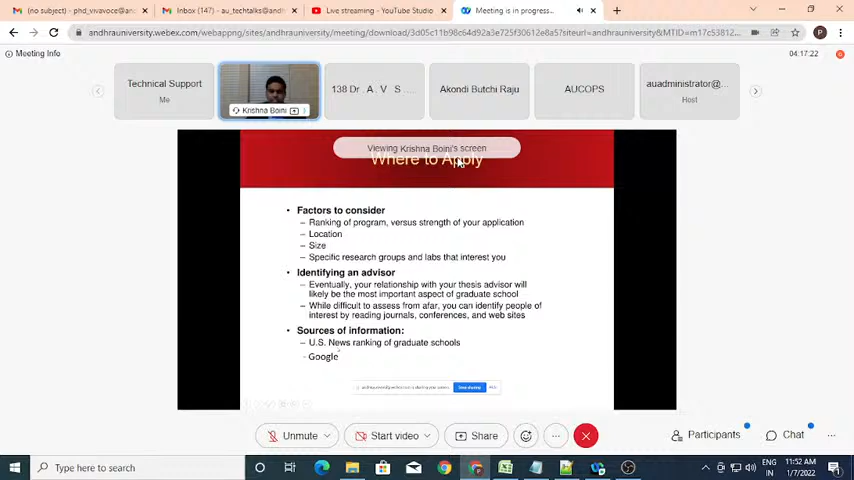 (no subject) - phd_vivavoce@and
Inbox (147) - au_techtalks@andh
Live streaming - YouTube Studio
Meeting is in progress...
andhrauniversity.webex.com/webappng/sites/andhrauniversity/meeting/download/3d05c11b98c64d92a3e725f30612e8a5?siteurl=andhrauniversity&MTID=m17c53812...
P
Meeting Info
04:17:22
Technical Support
Me
Krishna Boini
138 Dr . A . V S ....
Akondi Butchi Raju
AUCOPS
auadministrator@...
Host
Viewing Krishna Boini's screen
Where to Apply
• Factors to consider
– Ranking of program, versus strength of your application
– Location
– Size
– Specific research groups and labs that interest you
• Identifying an advisor
– Eventually, your relationship with your thesis advisor will
likely be the most important aspect of graduate school
– While difficult to assess from afar, you can identify people of
interest by reading journals, conferences, and web sites
• Sources of information:
– U.S. News ranking of graduate schools
- Google
Stop sharing
Unmute
Start video
Share
Participants
Chat
Type here to search
ENG
IN
11:52 AM
1/7/2022